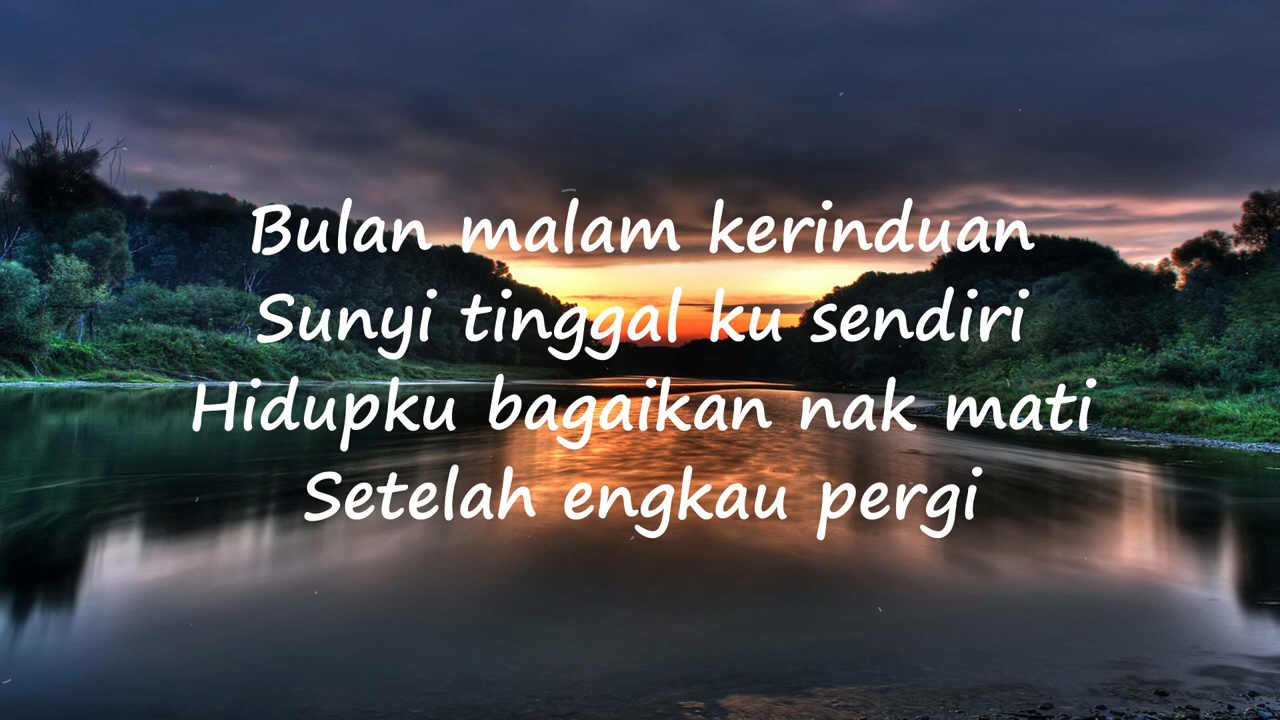 Bulan malam kerinduan
Sunyi tinggal ku sendiri
Hidupku bagaikan nak mati
Setelah engkau pergi